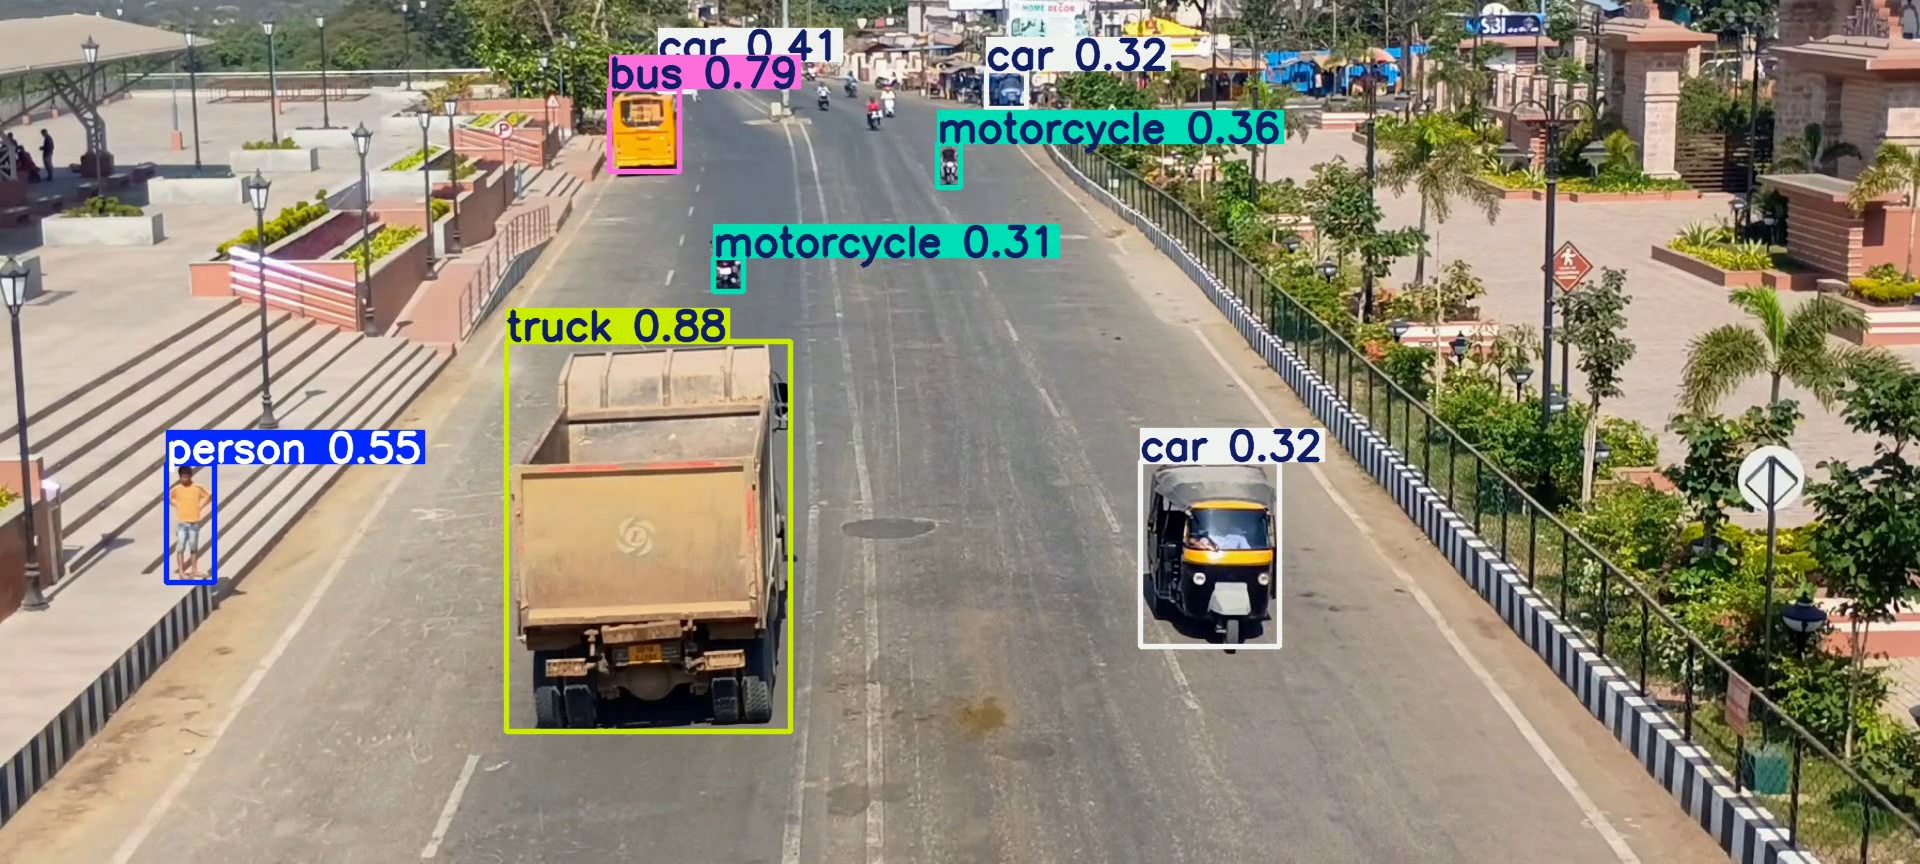 HOME DECOR
SBI
car 0.41
car 0.32
bus 0.79
motorcycle 0.36
motorcycle 0.31
truck 0.88
person 0.55
car 0.32
P